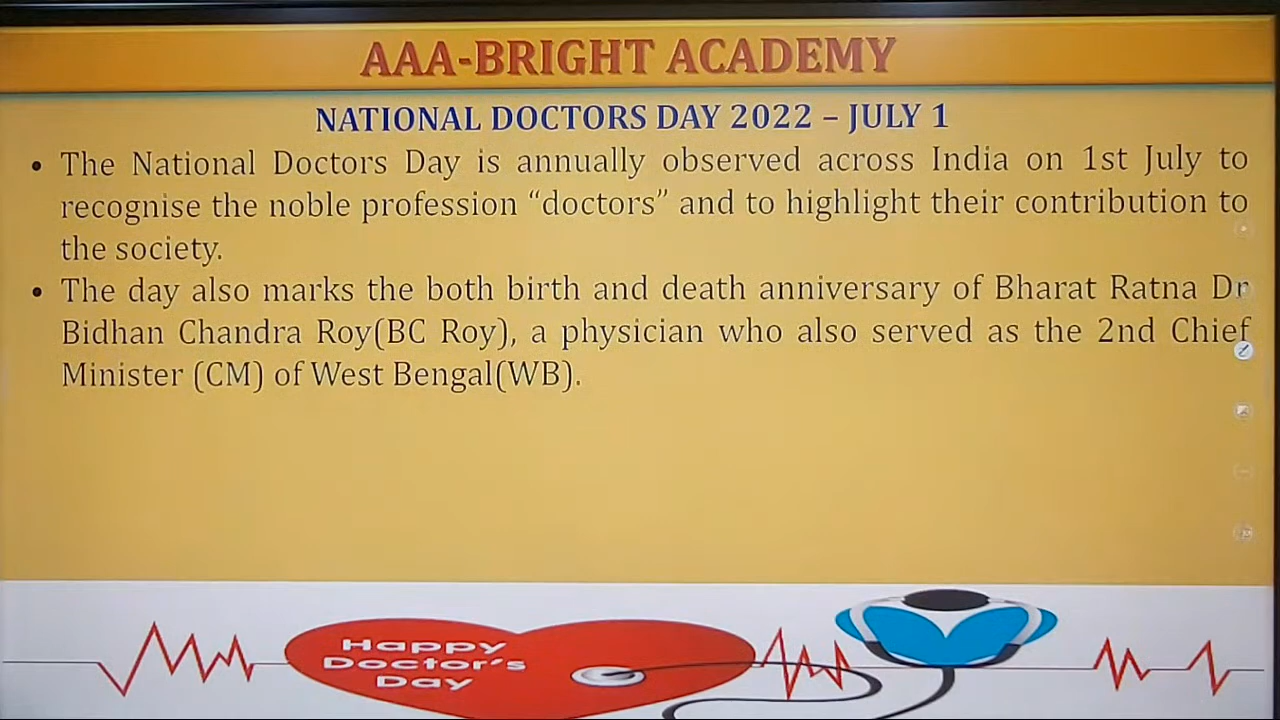 AAA-BRIGHT ACADEMY
NATIONAL DOCTORS DAY 2022 – JULY 1
• The National Doctors Day is annually observed across India on 1st July to
recognise the noble profession “doctors” and to highlight their contribution to
the society.
• The day also marks the both birth and death anniversary of Bharat Ratna Dr
Bidhan Chandra Roy(BC Roy), a physician who also served as the 2nd Chief
Minister (CM) of West Bengal(WB).
Happy
Doctor's
Day